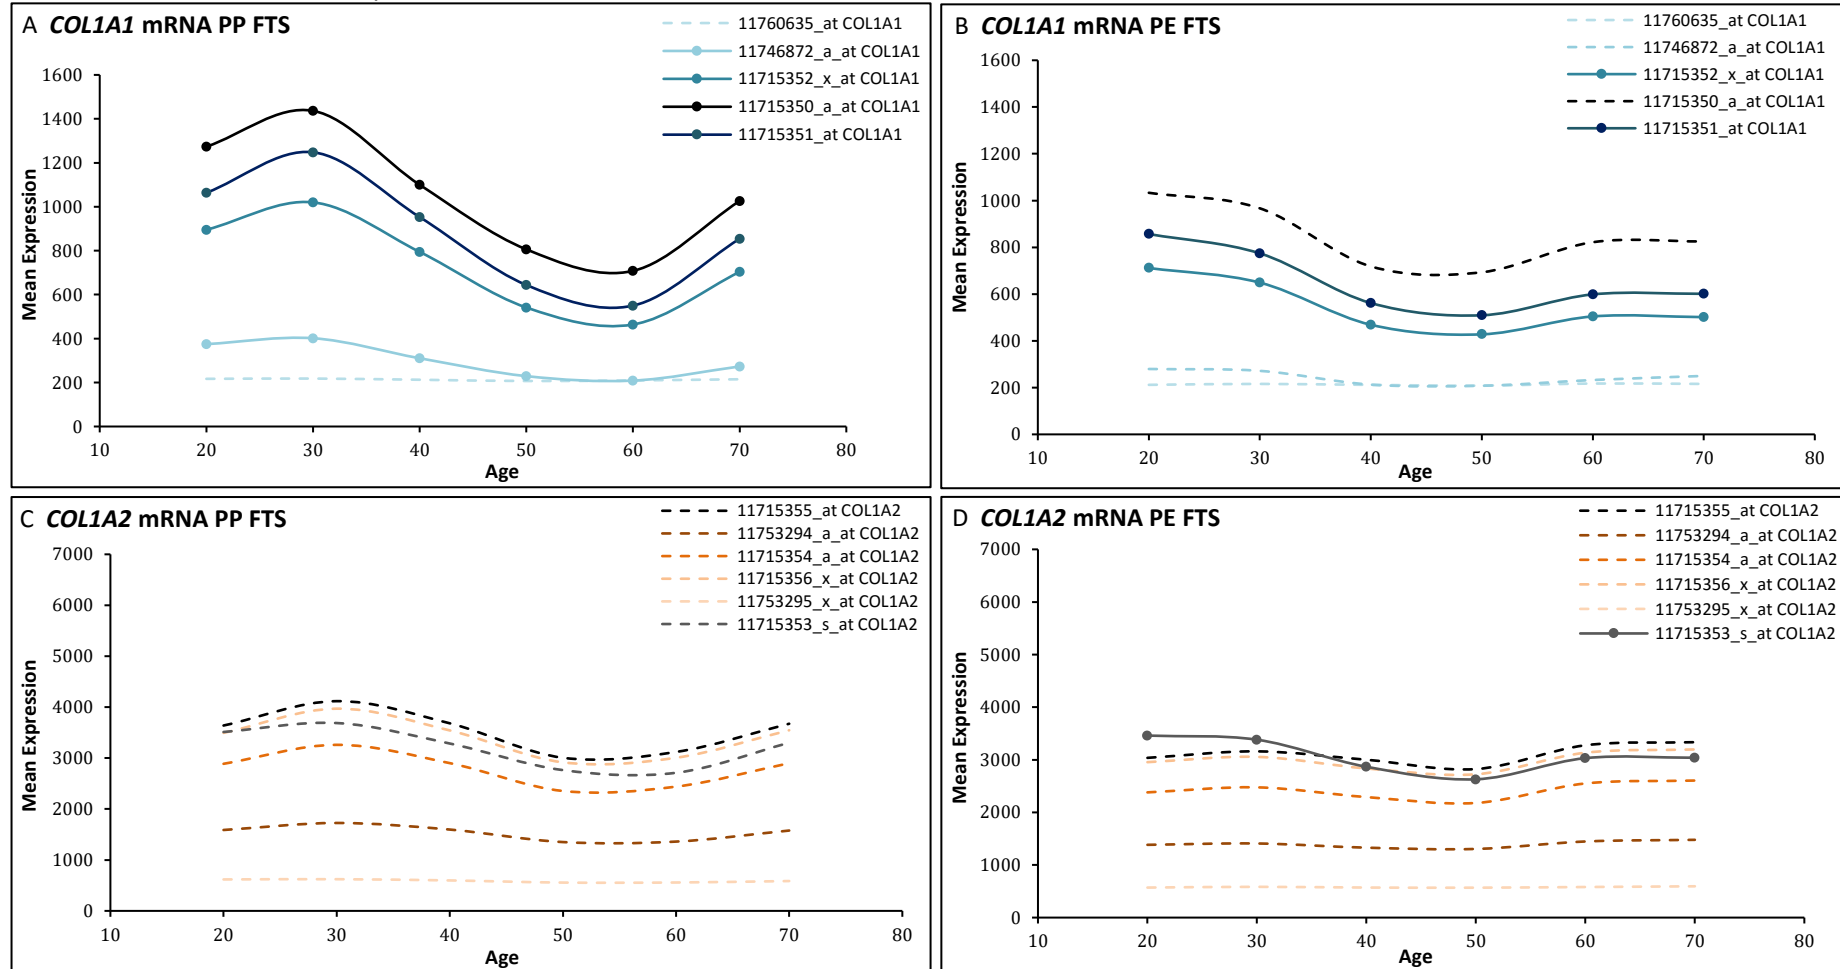 A COL1A1 mRNA PP FTS
11760635_at COL1A1
11746872_a_at COL1A1
11715352_x_at COL1A1
11715350_a_at COL1A1
11715351_at COL1A1
Mean Expression
1600
1400
1200
1000
800
600
400
200
0
10 20 30 40 50 60 70 80
Age
B COL1A1 mRNA PE FTS
11760635_at COL1A1
11746872_a_at COL1A1
11715352_x_at COL1A1
11715350_a_at COL1A1
11715351_at COL1A1
Mean Expression
1600
1400
1200
1000
800
600
400
200
0
10 20 30 40 50 60 70 80
Age
C COL1A2 mRNA PP FTS
11715355_at COL1A2
11753294_a_at COL1A2
11715354_a_at COL1A2
11715356_x_at COL1A2
11753295_x_at COL1A2
11715353_s_at COL1A2
Mean Expression
7000
6000
5000
4000
3000
2000
1000
0
10 20 30 40 50 60 70 80
Age
D COL1A2 mRNA PE FTS
11715355_at COL1A2
11753294_a_at COL1A2
11715354_a_at COL1A2
11715356_x_at COL1A2
11753295_x_at COL1A2
11715353_s_at COL1A2
Mean Expression
7000
6000
5000
4000
3000
2000
1000
0
10 20 30 40 50 60 70 80
Age